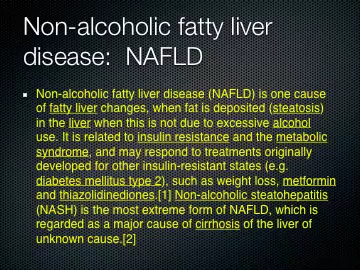 Non-alcoholic fatty liver
disease: NAFLD
Non-alcoholic fatty liver disease (NAFLD) is one cause
of fatty liver changes, when fat is deposited (steatosis)
in the liver when this is not due to excessive alcohol
use. It is related to insulin resistance and the metabolic
syndrome, and may respond to treatments originally
developed for other insulin-resistant states (e.g.
diabetes mellitus type 2), such as weight loss, metformin
and thiazolidinediones.[1] Non-alcoholic steatohepatitis
(NASH) is the most extreme form of NAFLD, which is
regarded as a major cause of cirrhosis of the liver of
unknown cause.[2]